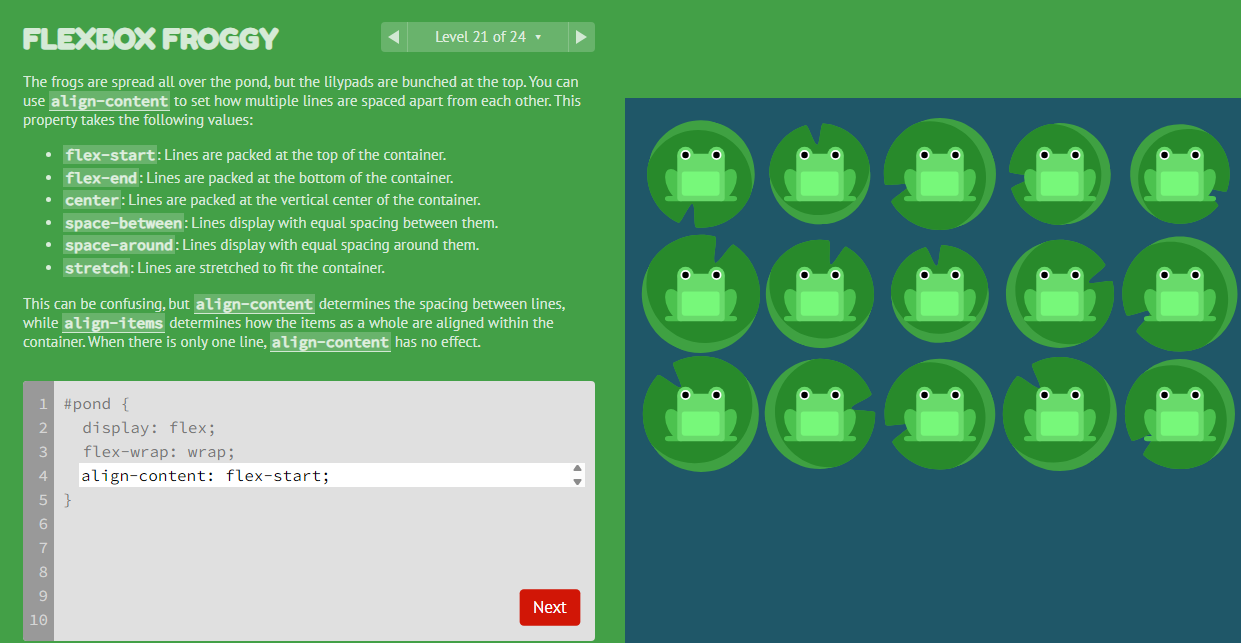 FLEXBOX FROGGY
Level 21 of 24
The frogs are spread all over the pond, but the lilypads are bunched at the top. You can
use align-content to set how multiple lines are spaced apart from each other. This
property takes the following values:
flex-start: Lines are packed at the top of the container.
flex-end: Lines are packed at the bottom of the container.
center: Lines are packed at the vertical center of the container.
space-between: Lines display with equal spacing between them.
space-around: Lines display with equal spacing around them.
stretch: Lines are stretched to fit the container.
This can be confusing, but align-content determines the spacing between lines,
while align-items determines how the items as a whole are aligned within the
container. When there is only one line, align-content has no effect.
1 #pond {
2 display: flex;
3 flex-wrap: wrap;
4 align-content: flex-start;
5 }
6
7
8
9
10
Next